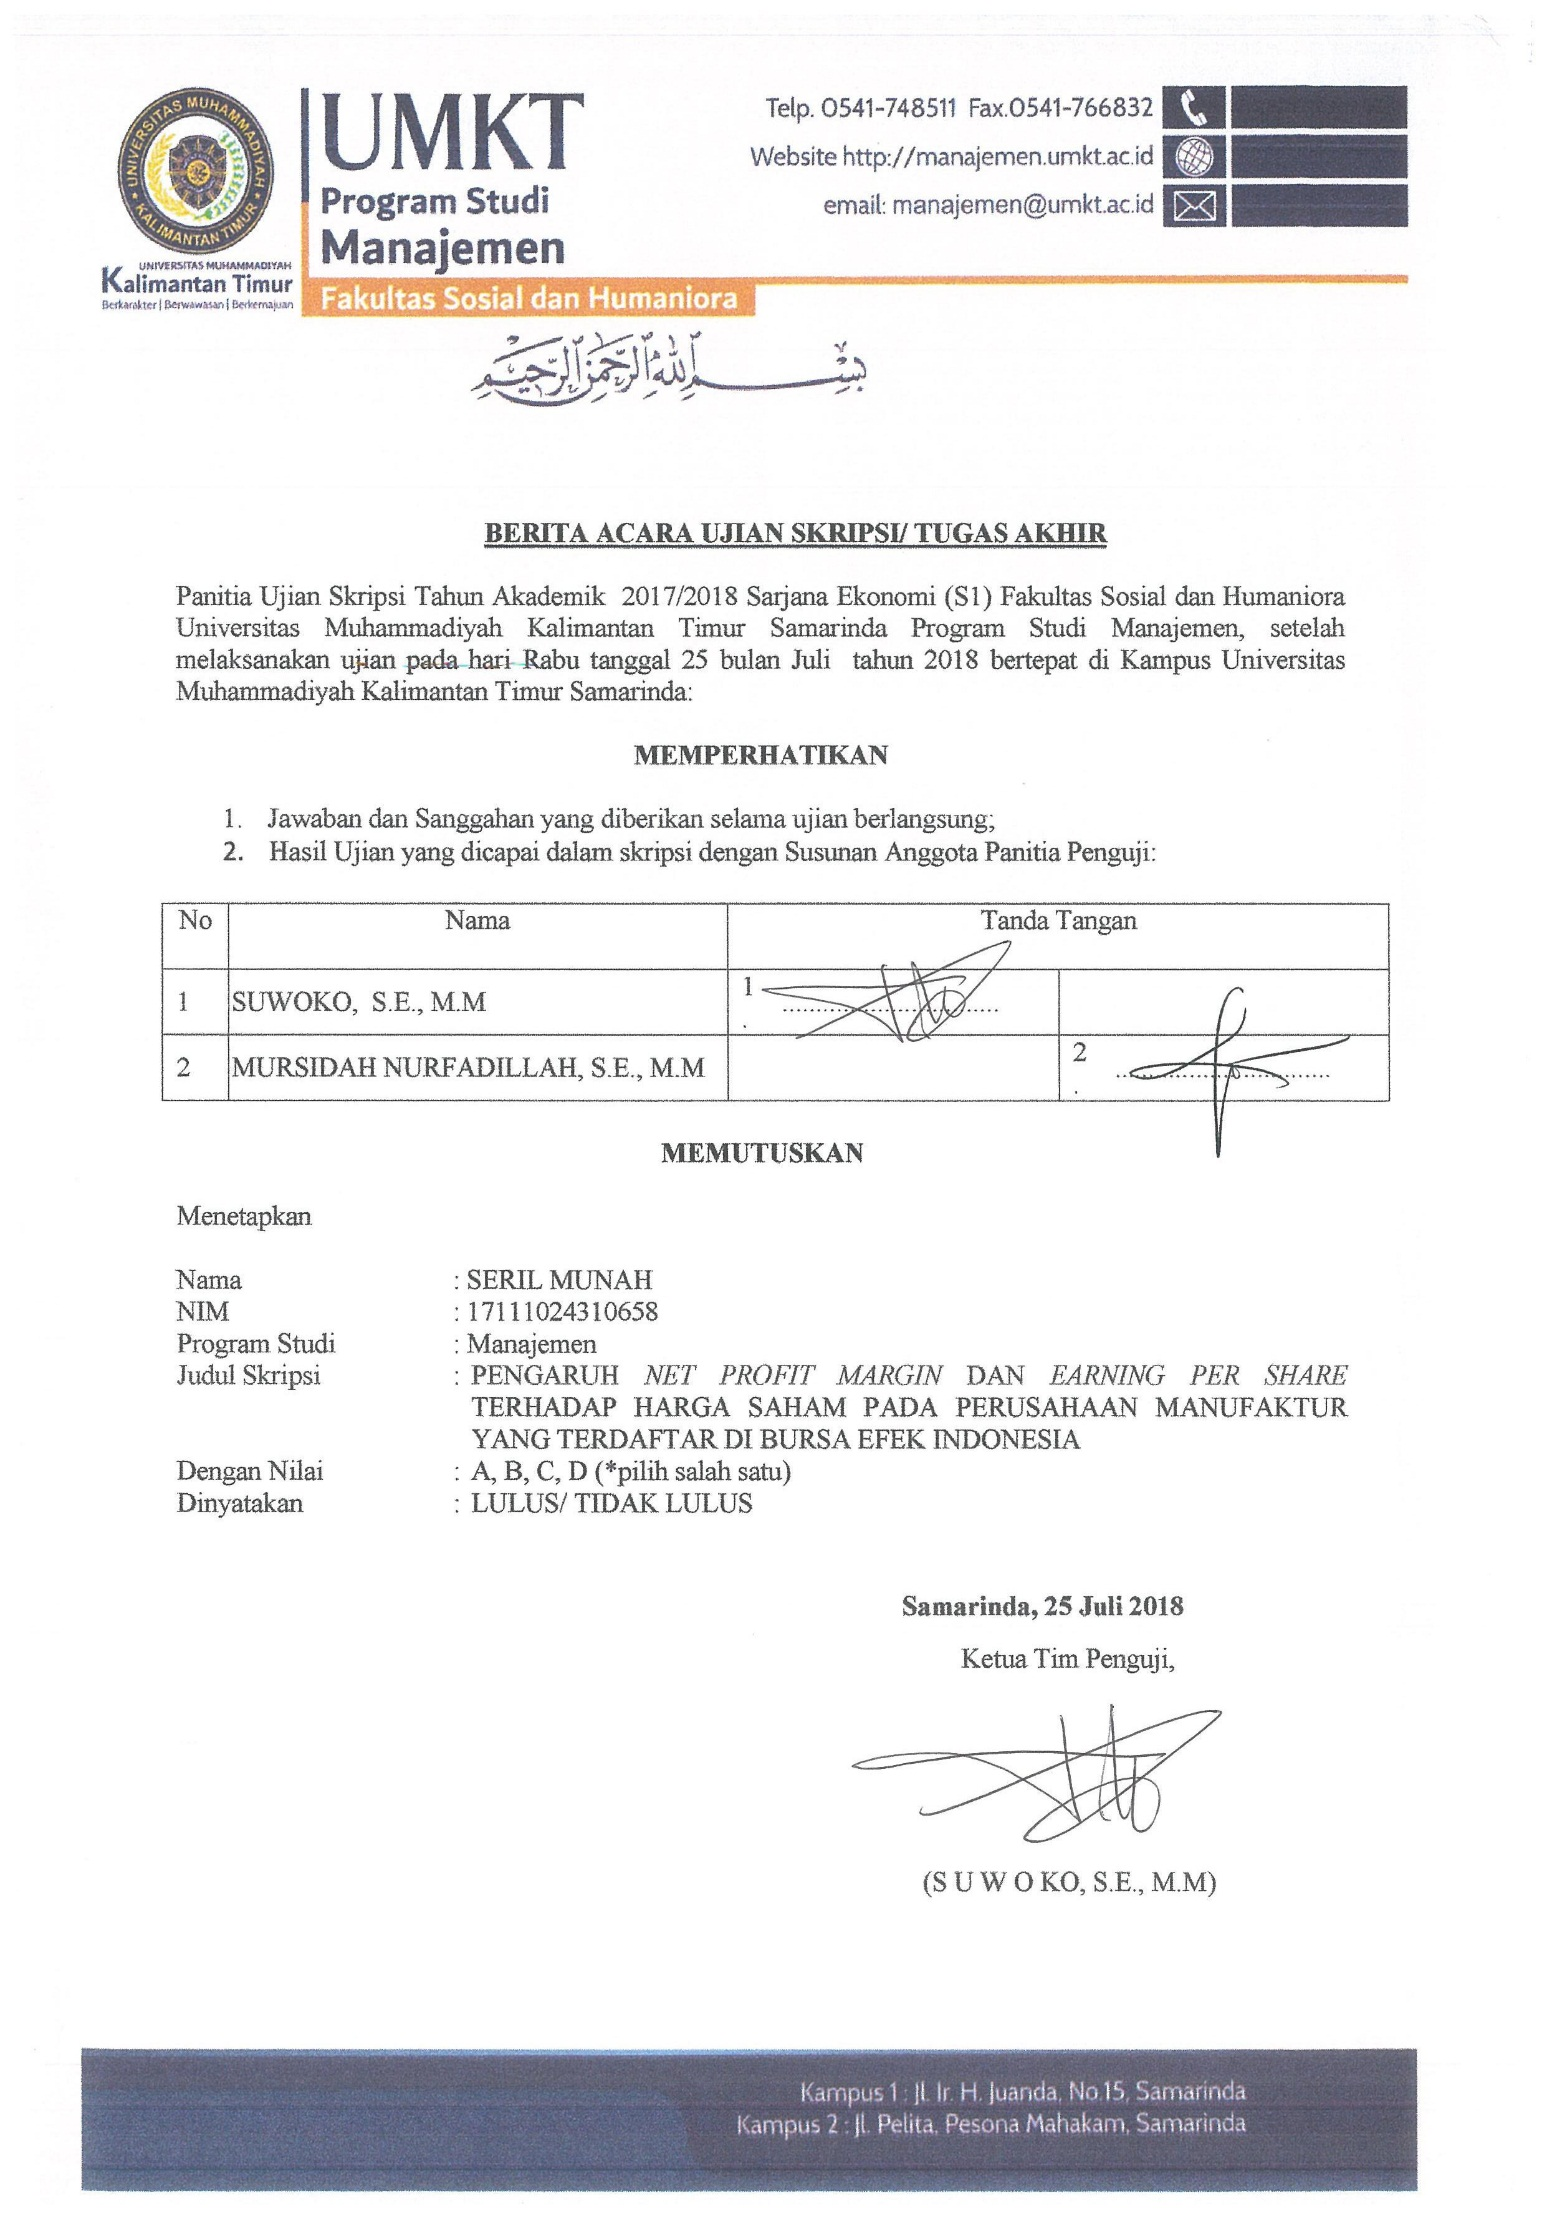 UNIVERSITAS MUHAMMADIYAH
KALIMANTAN TIMUR
UNIVERSITAS MUHAMMADIYAH
Kalimantan Timur
Berkarakter | Berwawasan | Berkemajuan
UMKT
Program Studi
Manajemen
Fakultas Sosial dan Humaniora
Telp. 0541-748511 Fax.0541-766832
Website http://manajemen.umkt.ac.id
email: manajemen@umkt.ac.id
بِسْمِ ٱللَّهِ ٱلرَّحْمَٰنِ ٱلرَّحِيمِ
BERITA ACARA UJIAN SKRIPSI/ TUGAS AKHIR
Panitia Ujian Skripsi Tahun Akademik 2017/2018 Sarjana Ekonomi (S1) Fakultas Sosial dan Humaniora
Universitas Muhammadiyah Kalimantan Timur Samarinda Program Studi Manajemen, setelah
melaksanakan ujian pada hari Rabu tanggal 25 bulan Juli tahun 2018 bertepat di Kampus Universitas
Muhammadiyah Kalimantan Timur Samarinda:
MEMPERHATIKAN
1. Jawaban dan Sanggahan yang diberikan selama ujian berlangsung;
2. Hasil Ujian yang dicapai dalam skripsi dengan Susunan Anggota Panitia Penguji:
No Nama Tanda Tangan
1 SUWOKO, S.E., M.M 1. ..............................
2 MURSIDAH NURFADILLAH, S.E., M.M 2. ..............................
MEMUTUSKAN
Menetapkan
Nama : SERIL MUNAH
NIM : 17111024310658
Program Studi : Manajemen
Judul Skripsi : PENGARUH NET PROFIT MARGIN DAN EARNING PER SHARE
TERHADAP HARGA SAHAM PADA PERUSAHAAN MANUFAKTUR
YANG TERDAFTAR DI BURSA EFEK INDONESIA
Dengan Nilai : A, B, C, D (*pilih salah satu)
Dinyatakan : LULUS/ TIDAK LULUS
Samarinda, 25 Juli 2018
Ketua Tim Penguji,
(S U W O KO, S.E., M.M)
Kampus 1 : Jl. Ir. H. Juanda, No.15, Samarinda
Kampus 2 : Jl. Pelita, Pesona Mahakam, Samarinda